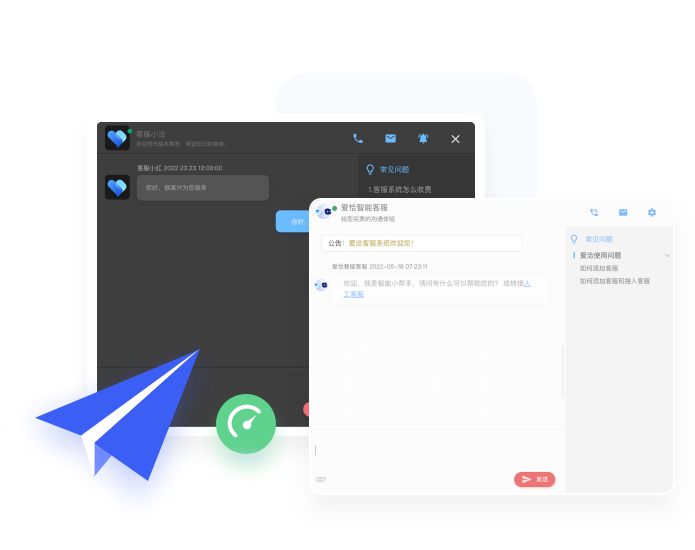 客服小洽
客服小红 2022.23.23 12:00:00
你好，很高兴为您服务
你好，
常见问题
1.客服系统怎么收费
爱恰智能客服
给您完美的沟通体验
公告：爱洽客服系统欢迎您！
爱恰智能客服 2022-05-16 07:23:11
欢迎，我是智能小帮手，请问有什么可以帮助您的？ 或转接人
工客服
常见问题
爱洽使用问题
如何添加客服
如何添加客服和接入客服
发送